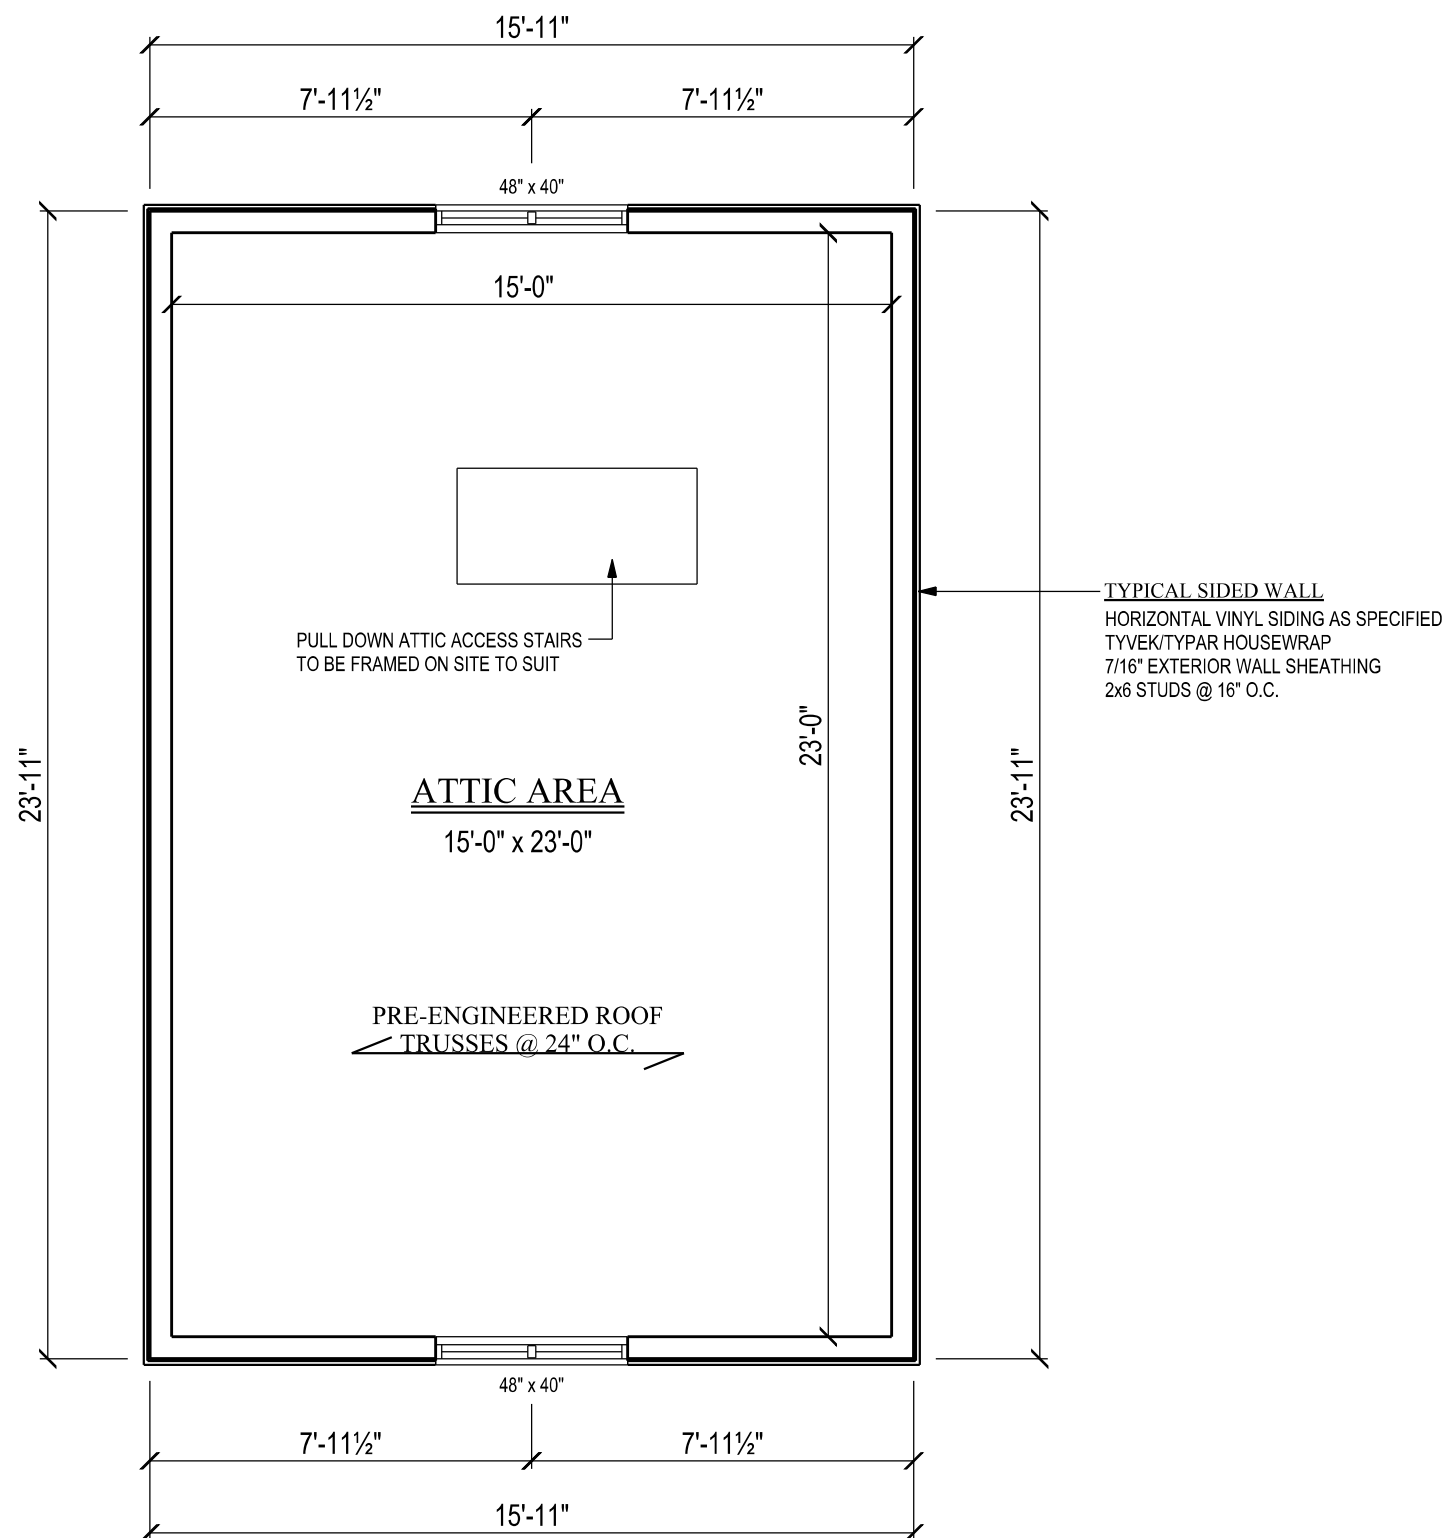 15'-11"
7'-11½" 7'-11½"
48" x 40"
15'-0"
PULL DOWN ATTIC ACCESS STAIRS
TO BE FRAMED ON SITE TO SUIT
TYPICAL SIDED WALL
HORIZONTAL VINYL SIDING AS SPECIFIED
TYVEK/TYPAR HOUSEWRAP
7/16" EXTERIOR WALL SHEATHING
2x6 STUDS @ 16" O.C.
23'-0"
23'-11"
23'-11"
ATTIC AREA
15'-0" x 23'-0"
PRE-ENGINEERED ROOF
TRUSSES @ 24" O.C.
48" x 40"
7'-11½" 7'-11½"
15'-11"